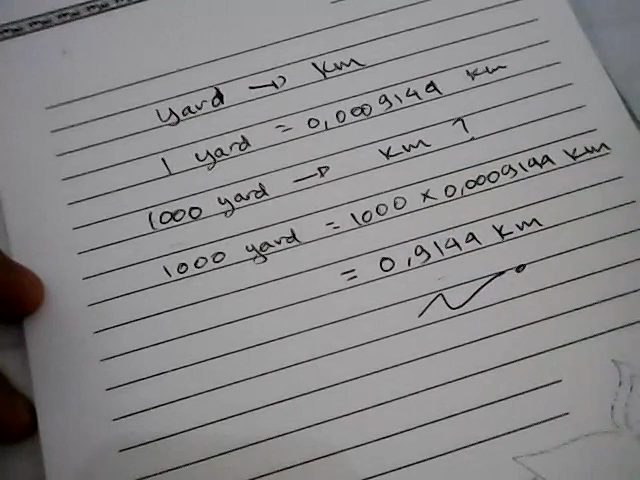 yard → km
1 yard = 0,0009144 km
1000 yard → km ?
1000 yard = 1000 × 0,0009144 km
= 0,9144 km